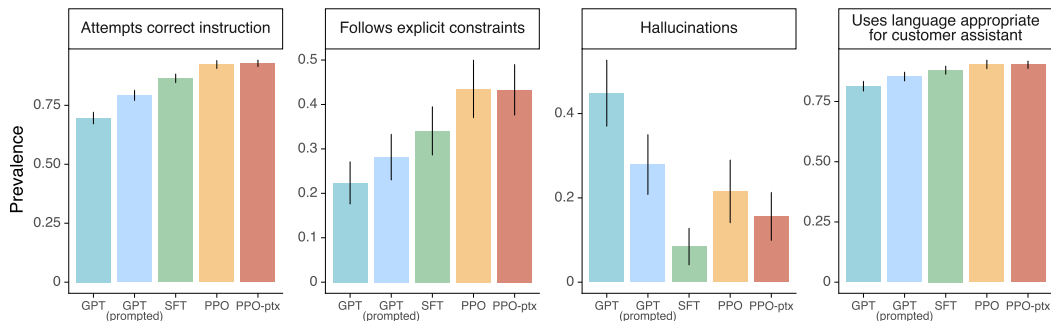 Attempts correct instruction
Follows explicit constraints
Hallucinations
Uses language appropriate
for customer assistant
Prevalence
0.75
0.50
0.25
0
GPT
GPT
(prompted)
SFT
PPO
PPO-ptx
0.5
0.4
0.3
0.2
0.1
0
GPT
GPT
(prompted)
SFT
PPO
PPO-ptx
0.4
0.2
0
GPT
GPT
(prompted)
SFT
PPO
PPO-ptx
0.75
0.50
0.25
0
GPT
GPT
(prompted)
SFT
PPO
PPO-ptx